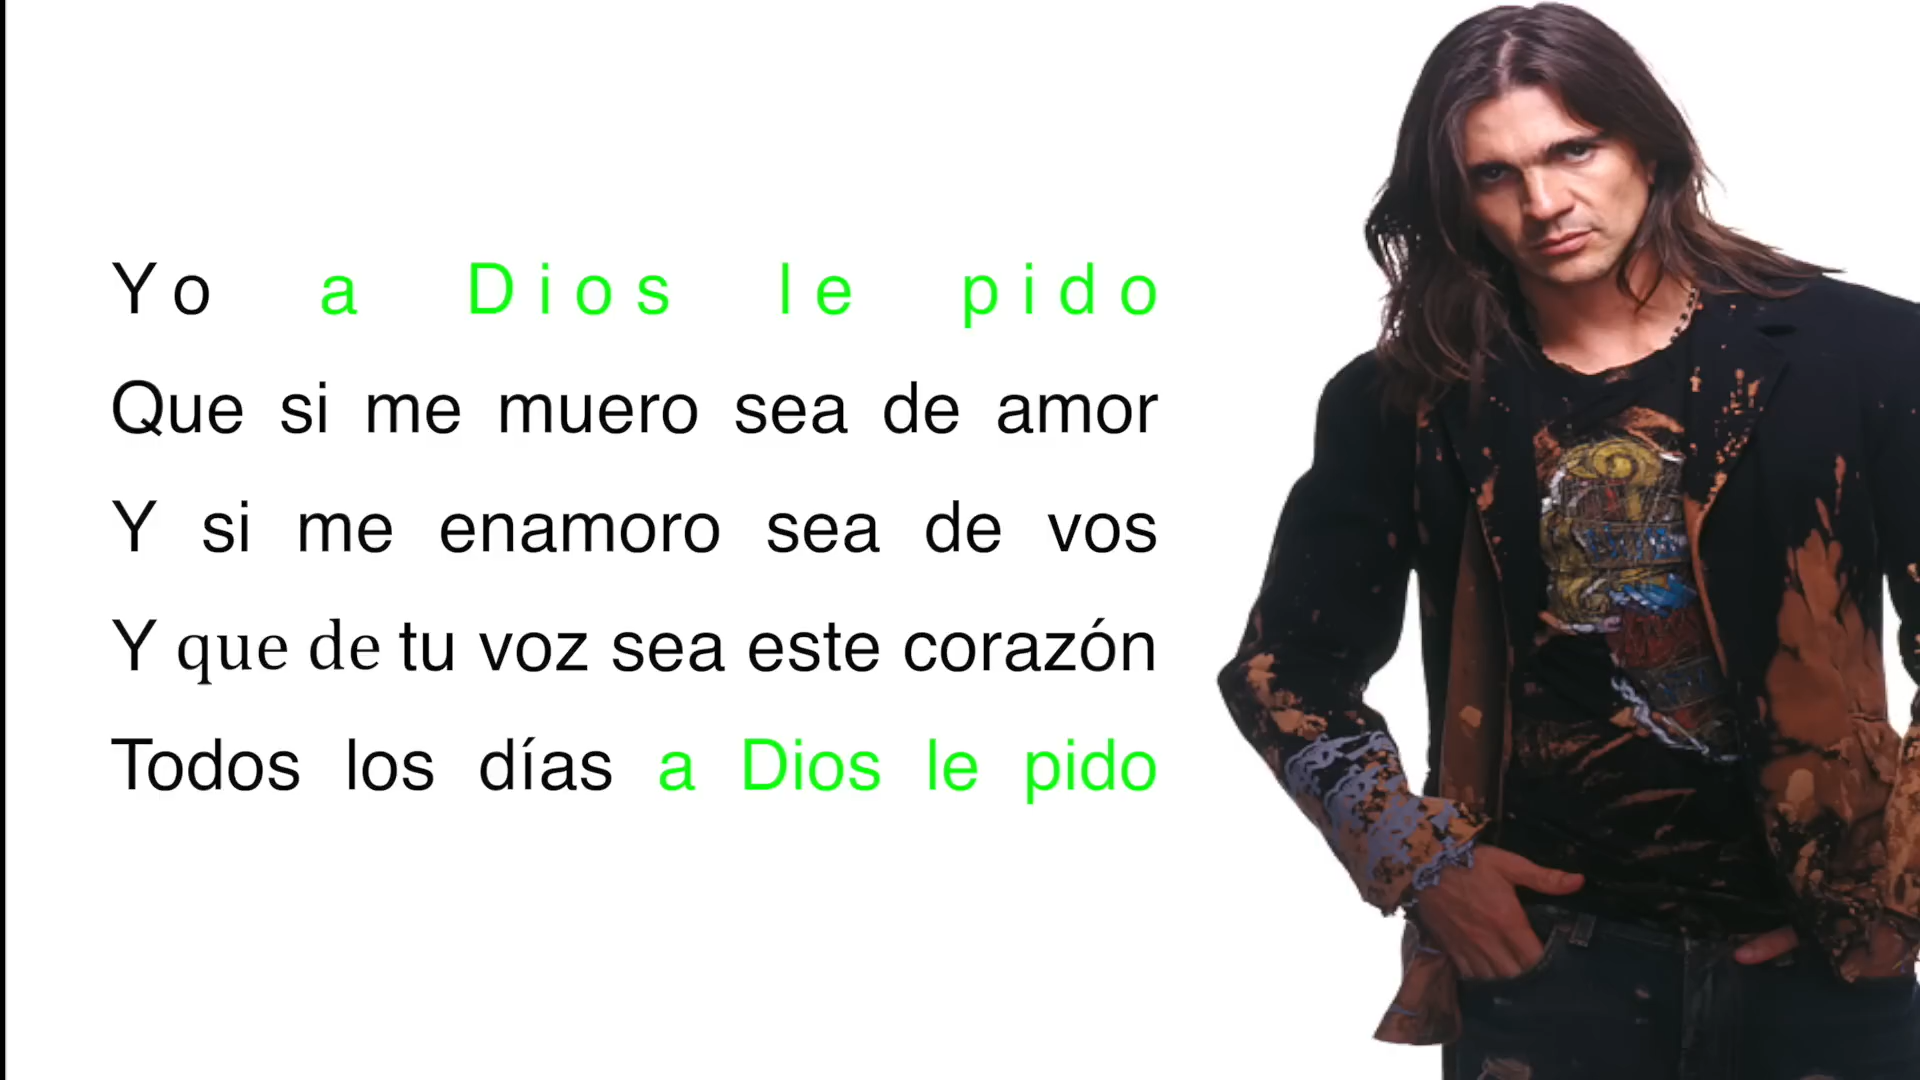 Yo a Dios le pido
Que si me muero sea de amor
Y si me enamoro sea de vos
Y que de tu voz sea este corazón
Todos los días a Dios le pido